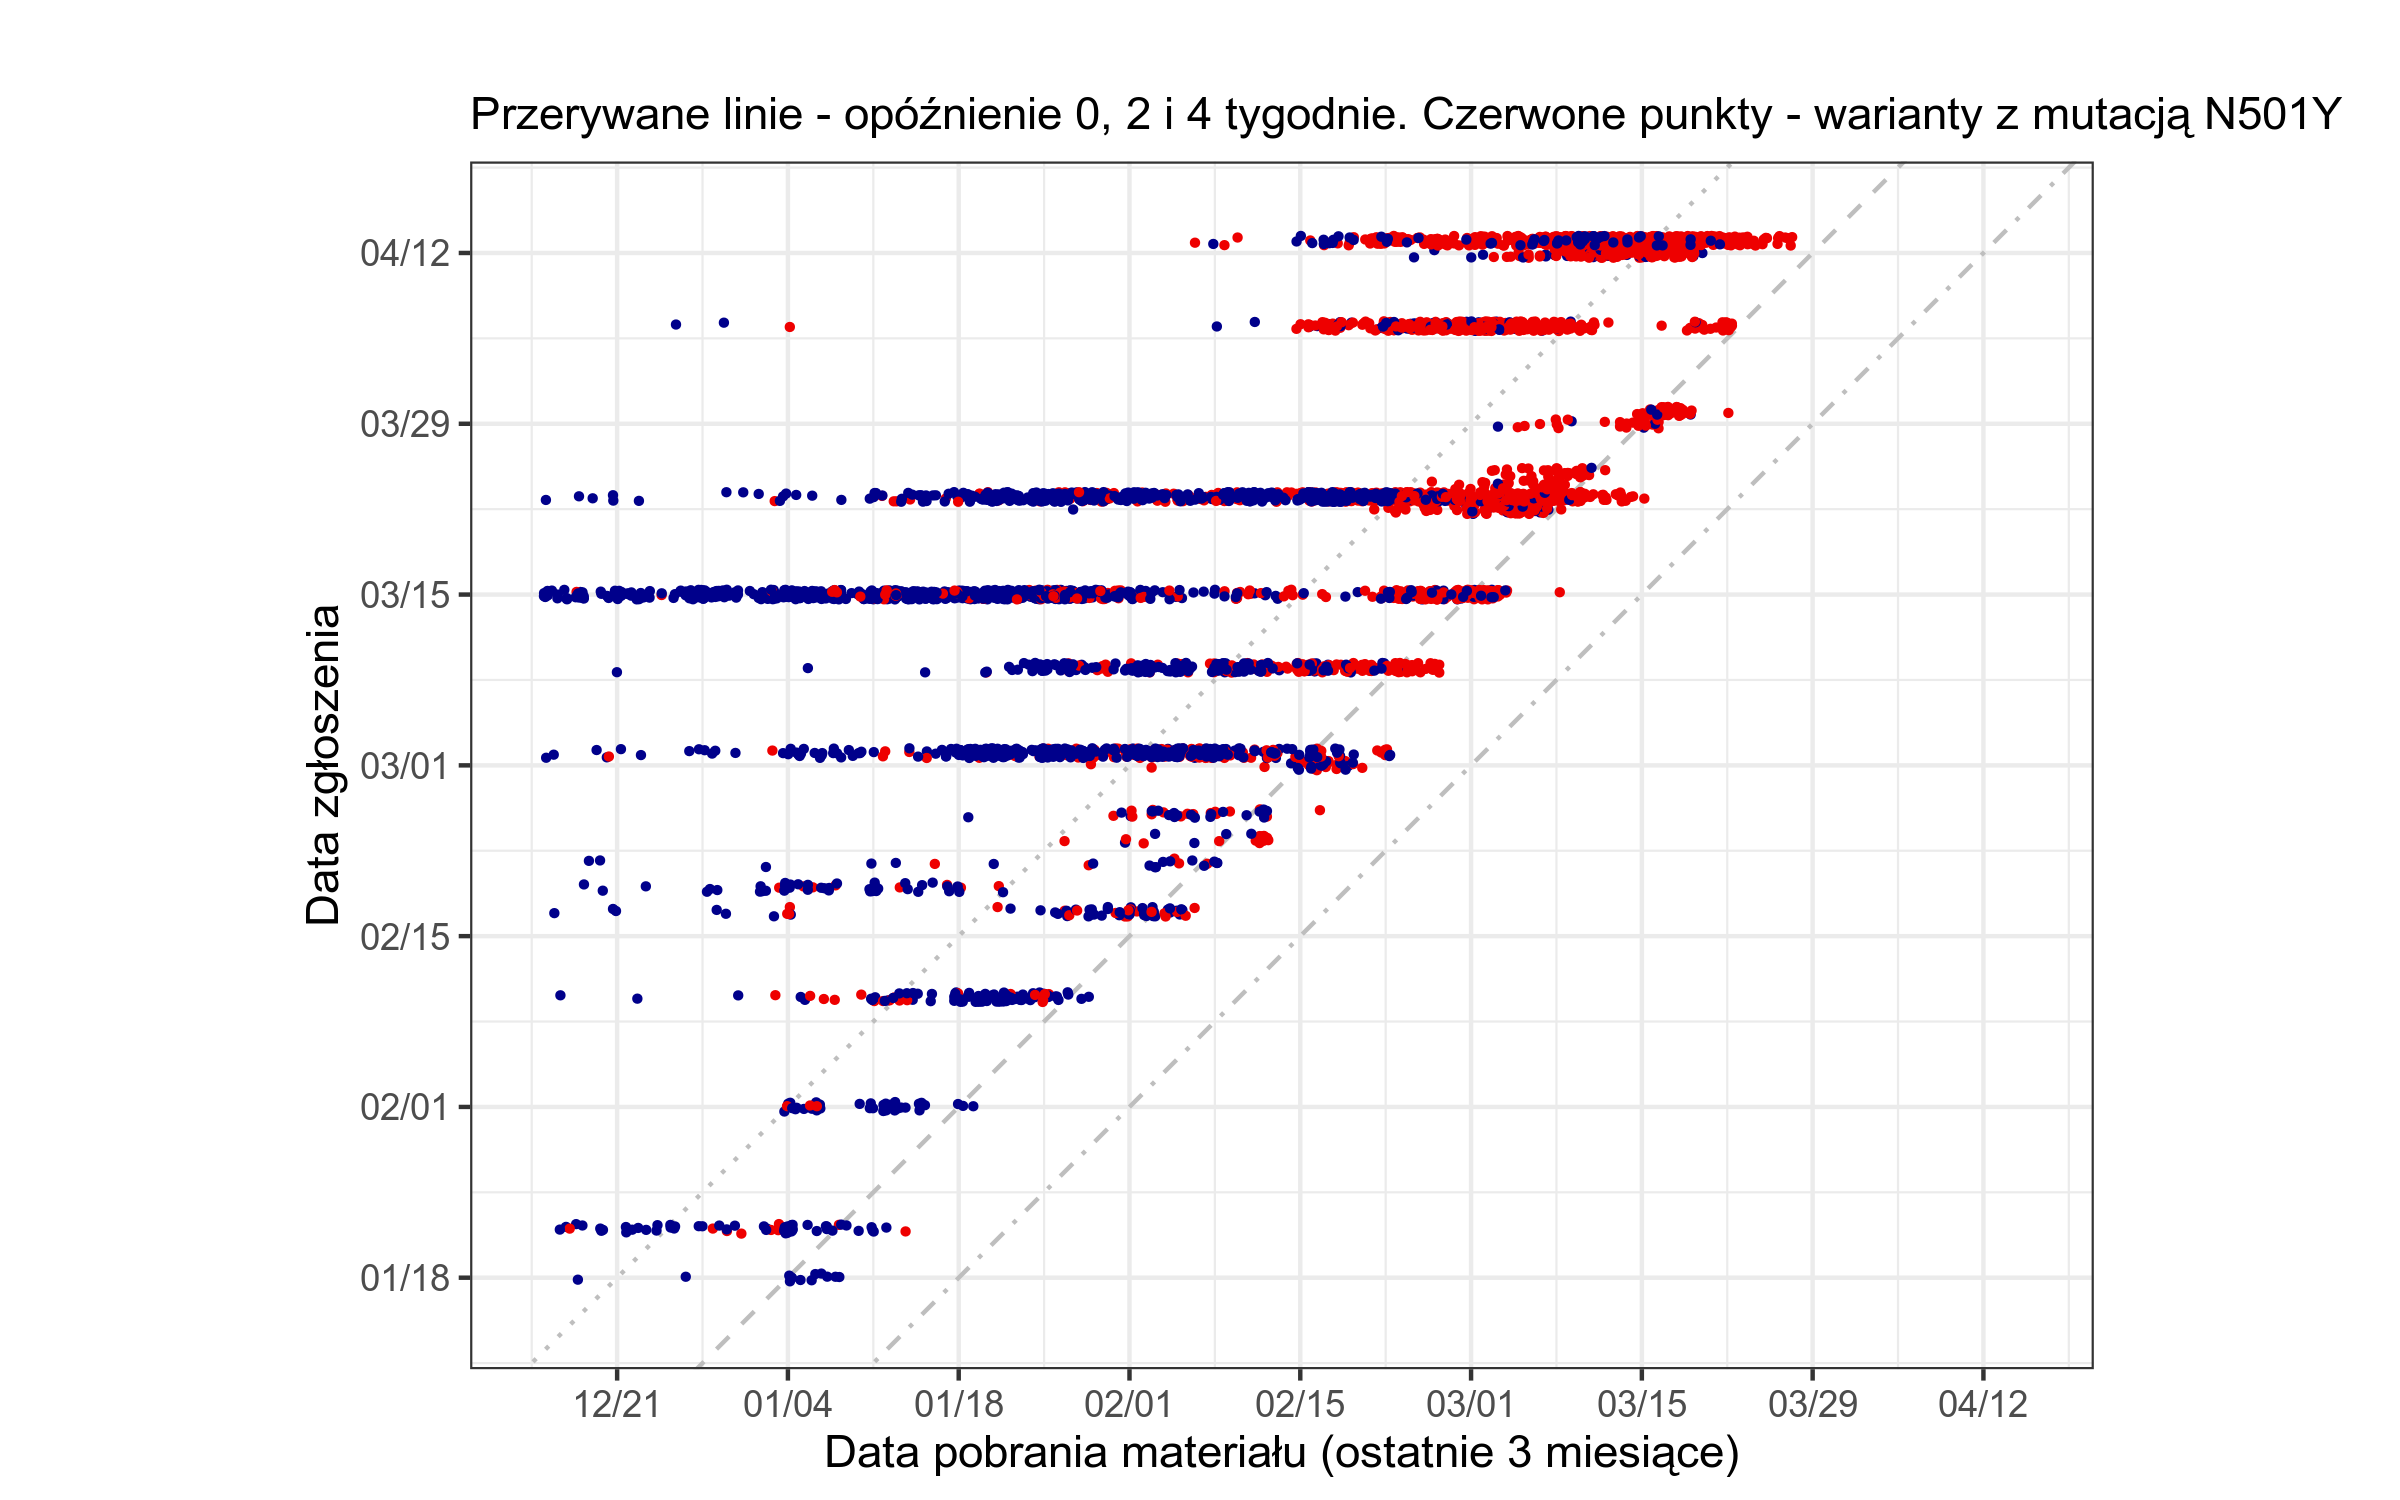 Przerywane linie - opóźnienie 0, 2 i 4 tygodnie. Czerwone punkty - warianty z mutacją N501Y
Data zgłoszenia
04/12
03/29
03/15
03/01
02/15
02/01
01/18
12/21 01/04 01/18 02/01 02/15 03/01 03/15 03/29 04/12
Data pobrania materiału (ostatnie 3 miesiące)